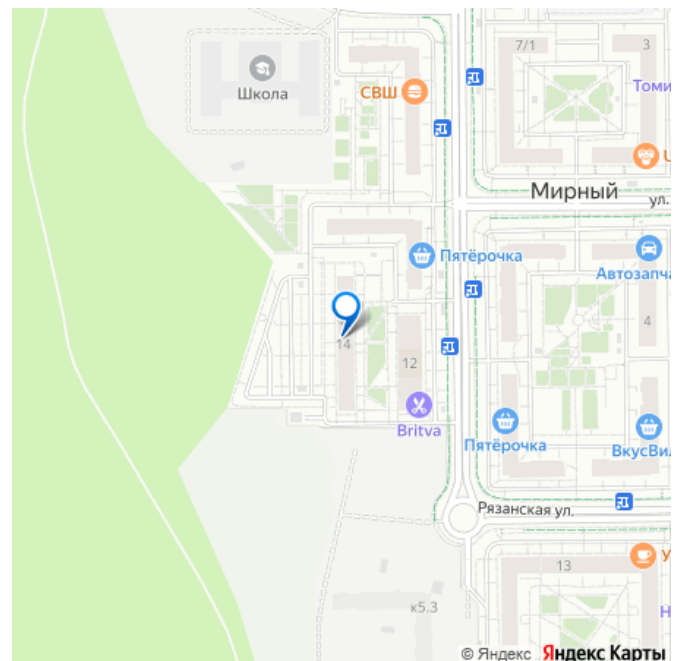 7/1
3
Школа
СВШ
Томи
Мирный
ул.
Пятёрочка
Автозапча
14
12
4
Britva
Пятёрочка
ВкусВил
Рязанская ул.
13
У
к5.3
Н
© Яндекс Яндекс Карты